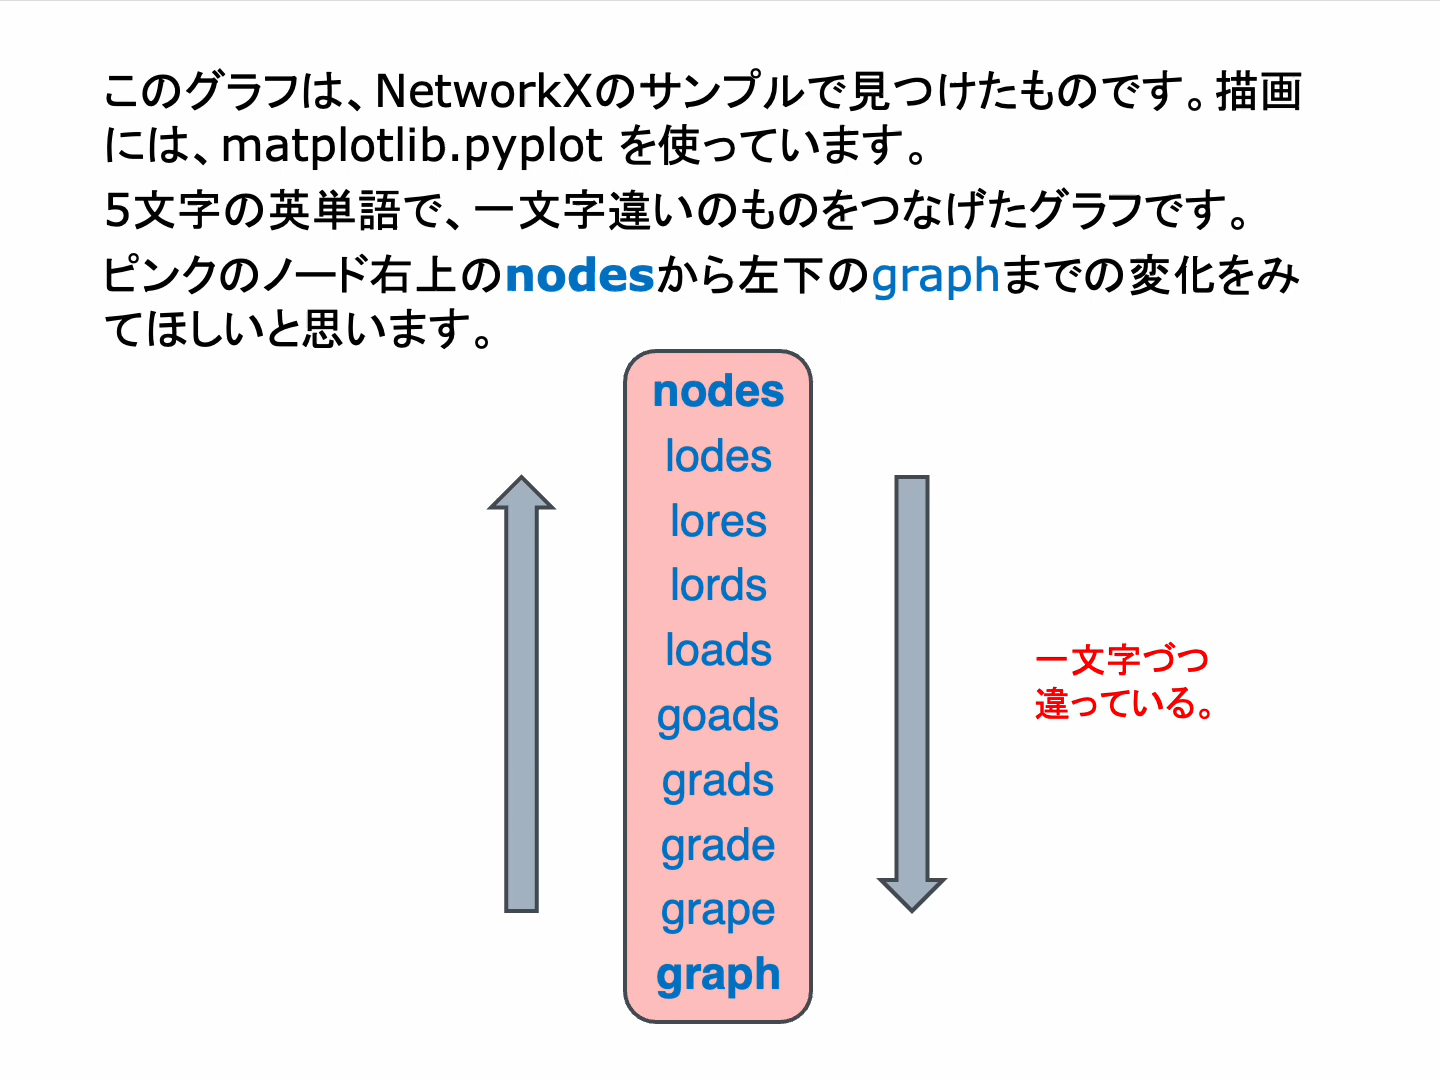 このグラフは、NetworkXのサンプルで見つけたものです。描画
には、matplotlib.pyplot を使っています。
5文字の英単語で、一文字違いのものをつなげたグラフです。
ピンクのノード右上のnodesから左下のgraphまでの変化をみ
てほしいと思います。
nodes
lodes
lores
lords
loads
goads
grads
grade
grape
graph
一文字づつ
違っている。